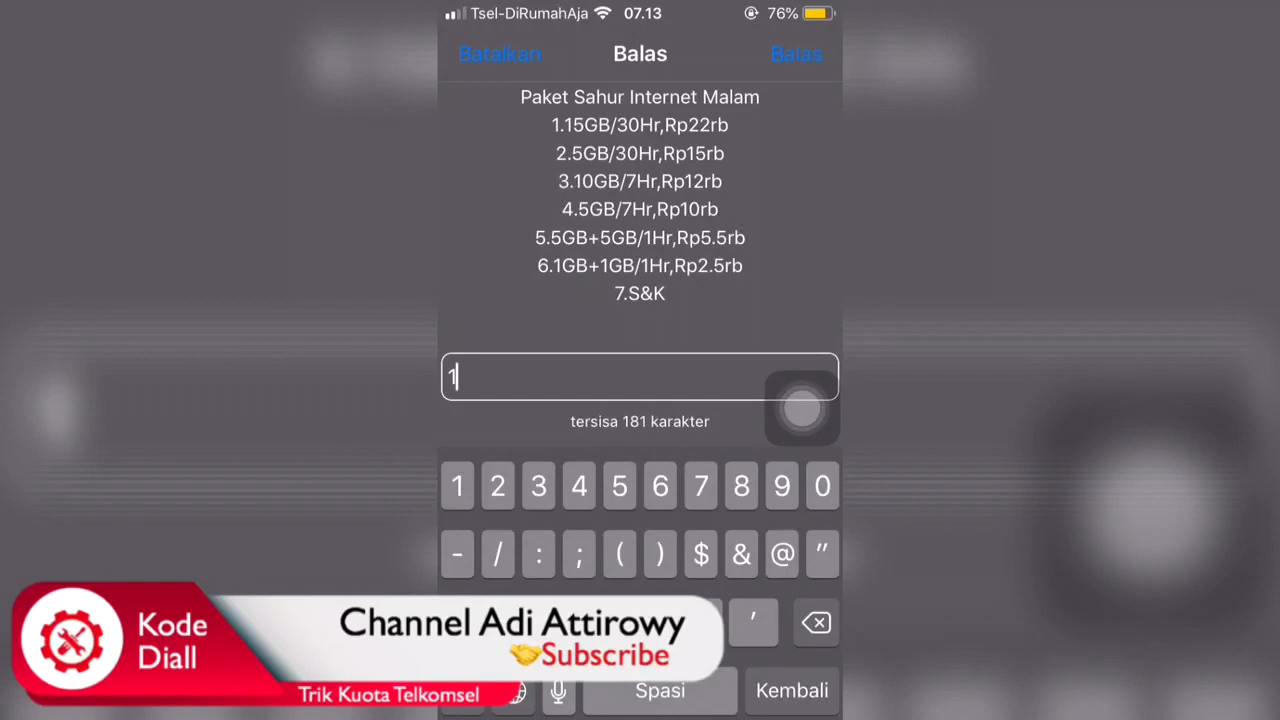 Tsel-DiRumahAja 07.13 76%
Batalkan Balas Balas
Paket Sahur Internet Malam
1.15GB/30Hr,Rp22rb
2.5GB/30Hr,Rp15rb
3.10GB/7Hr,Rp12rb
4.5GB/7Hr,Rp10rb
5.5GB+5GB/1Hr,Rp5.5rb
6.1GB+1GB/1Hr,Rp2.5rb
7.S&K
1
tersisa 181 karakter
1 2 3 4 5 6 7 8 9 0
- / : ; ( ) $ & @ "
'
Kode
Diall
Channel Adi Attirowy
Subscribe
Trik Kuota Telkomsel
Spasi Kembali